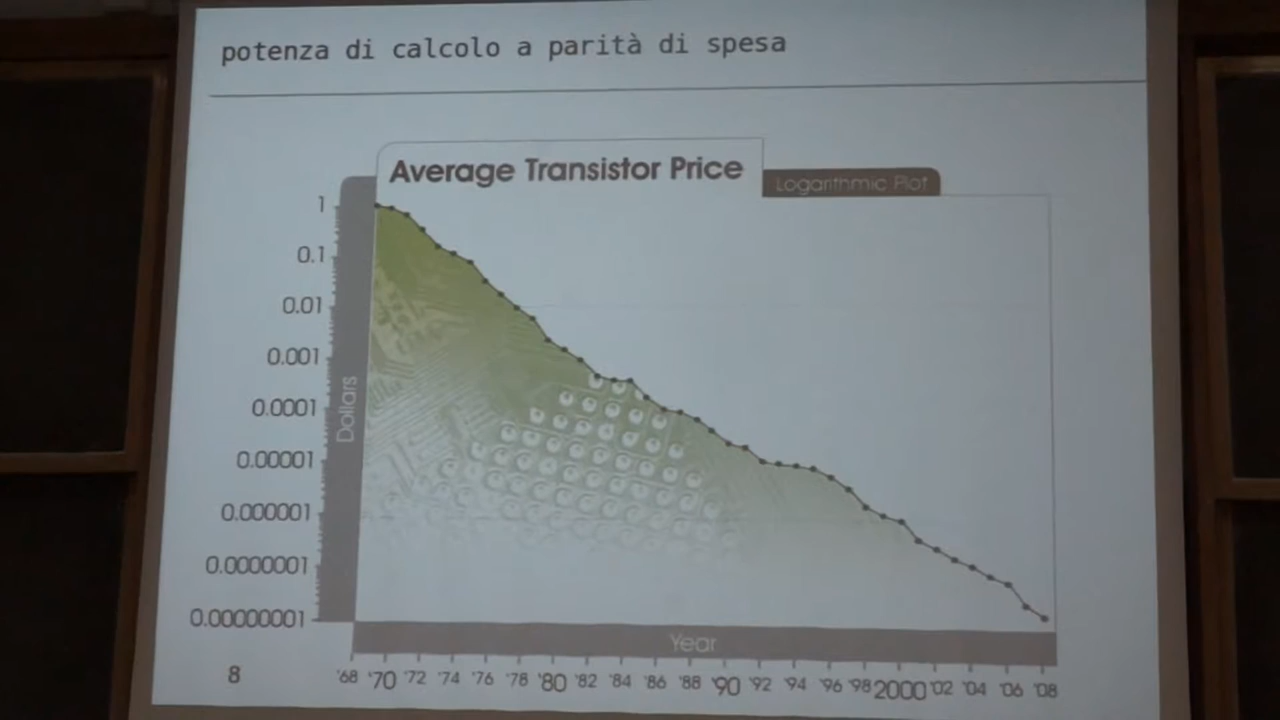 potenza di calcolo a parità di spesa
Average Transistor Price
Logarithmic Plot
1
0.1
0.01
0.001
0.0001
0.00001
0.000001
0.0000001
0.00000001
Dollars
Year
'68 '70 '72 '74 '76 '78 '80 '82 '84 '86 '88 '90 '92 '94 '96 '98 2000 '02 '04 '06 '08
8